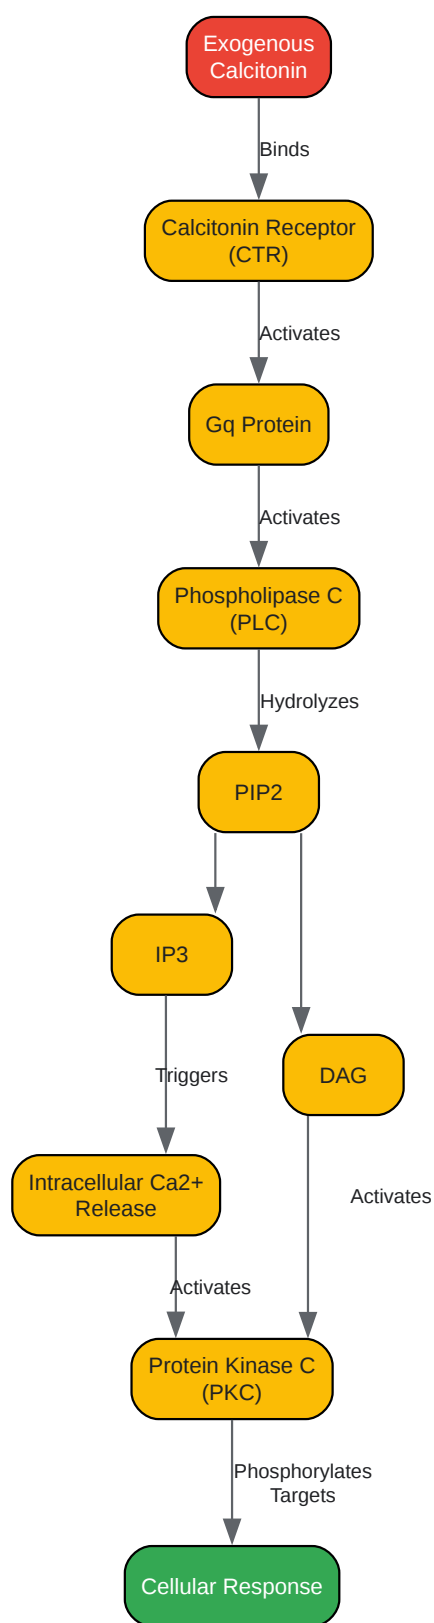 Exogenous
Calcitonin
Binds
Calcitonin Receptor
(CTR)
Activates
Gq Protein
Activates
Phospholipase C
(PLC)
Hydrolyzes
PIP2
IP3
Triggers
DAG
Intracellular Ca2+
Release
Activates
Activates
Protein Kinase C
(PKC)
Phosphorylates
Targets
Cellular Response